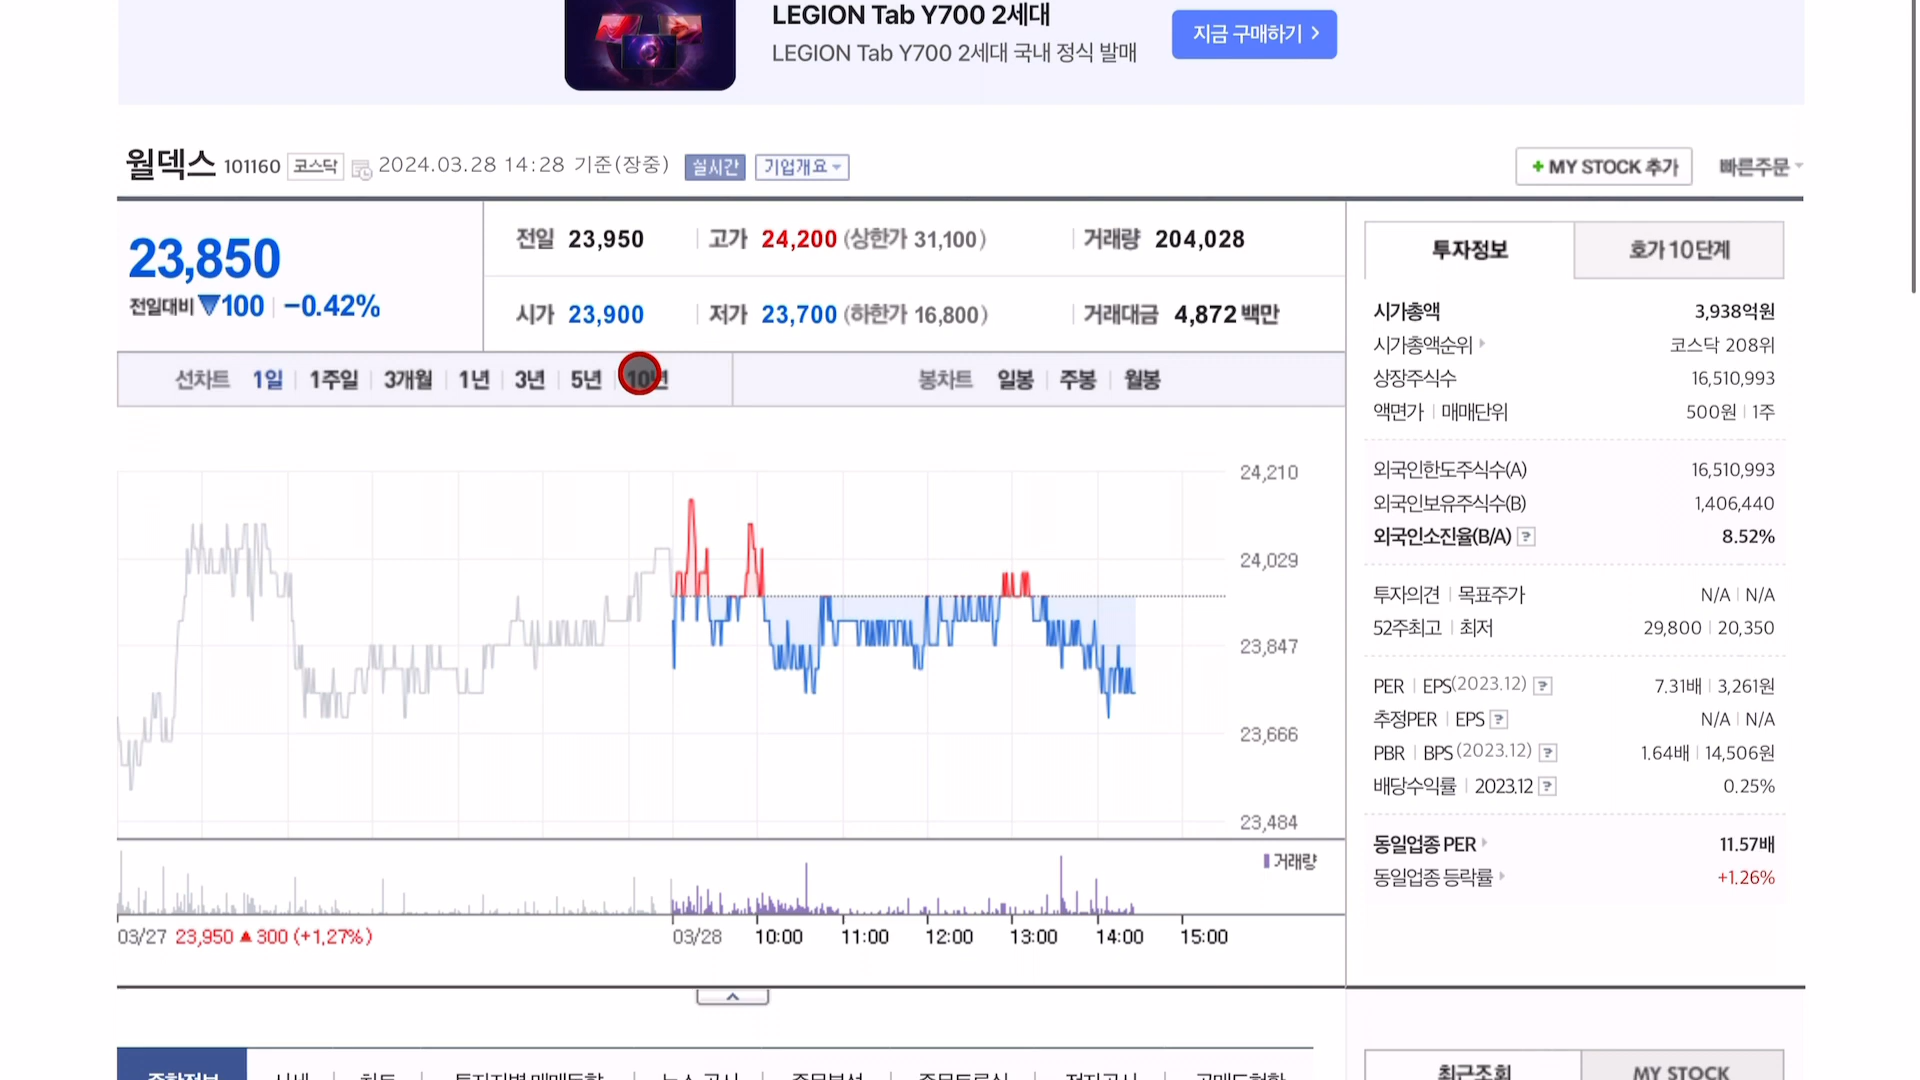 LEGION Tab Y700 2세대
LEGION Tab Y700 2세대 국내 정식 발매
지금 구매하기
월덱스 101160 코스닥 2024.03.28 14:28 기준(장중) 실시간 기업개요
+ MY STOCK 추가 빠른주문
23,850
전일대비 ▼100 | -0.42%
전일 23,950 | 고가 24,200 (상한가 31,100) | 거래량 204,028
시가 23,900 | 저가 23,700 (하한가 16,800) | 거래대금 4,872 백만
선차트 1일 | 1주일 | 3개월 | 1년 | 3년 | 5년 | 10년
봉차트 일봉 | 주봉 | 월봉
24,210
24,029
23,847
23,666
23,484
거래량
03/27 23,950 ▲ 300 (+1,27%)
03/28 10:00 11:00 12:00 13:00 14:00 15:00
투자정보 호가 10단계
시가총액 3,938억원
시가총액순위 코스닥 208위
상장주식수 16,510,993
액면가 | 매매단위 500원 | 1주
외국인한도주식수(A) 16,510,993
외국인보유주식수(B) 1,406,440
외국인소진율(B/A) ? 8.52%
투자의견 | 목표주가 N/A | N/A
52주최고 | 최저 29,800 | 20,350
PER | EPS(2023.12) ? 7.31배 | 3,261원
추정PER | EPS ? N/A | N/A
PBR | BPS (2023.12) ? 1.64배 | 14,506원
배당수익률 | 2023.12 ? 0.25%
동일업종 PER 11.57배
동일업종 등락률 +1.26%
최근조회 MY STOCK